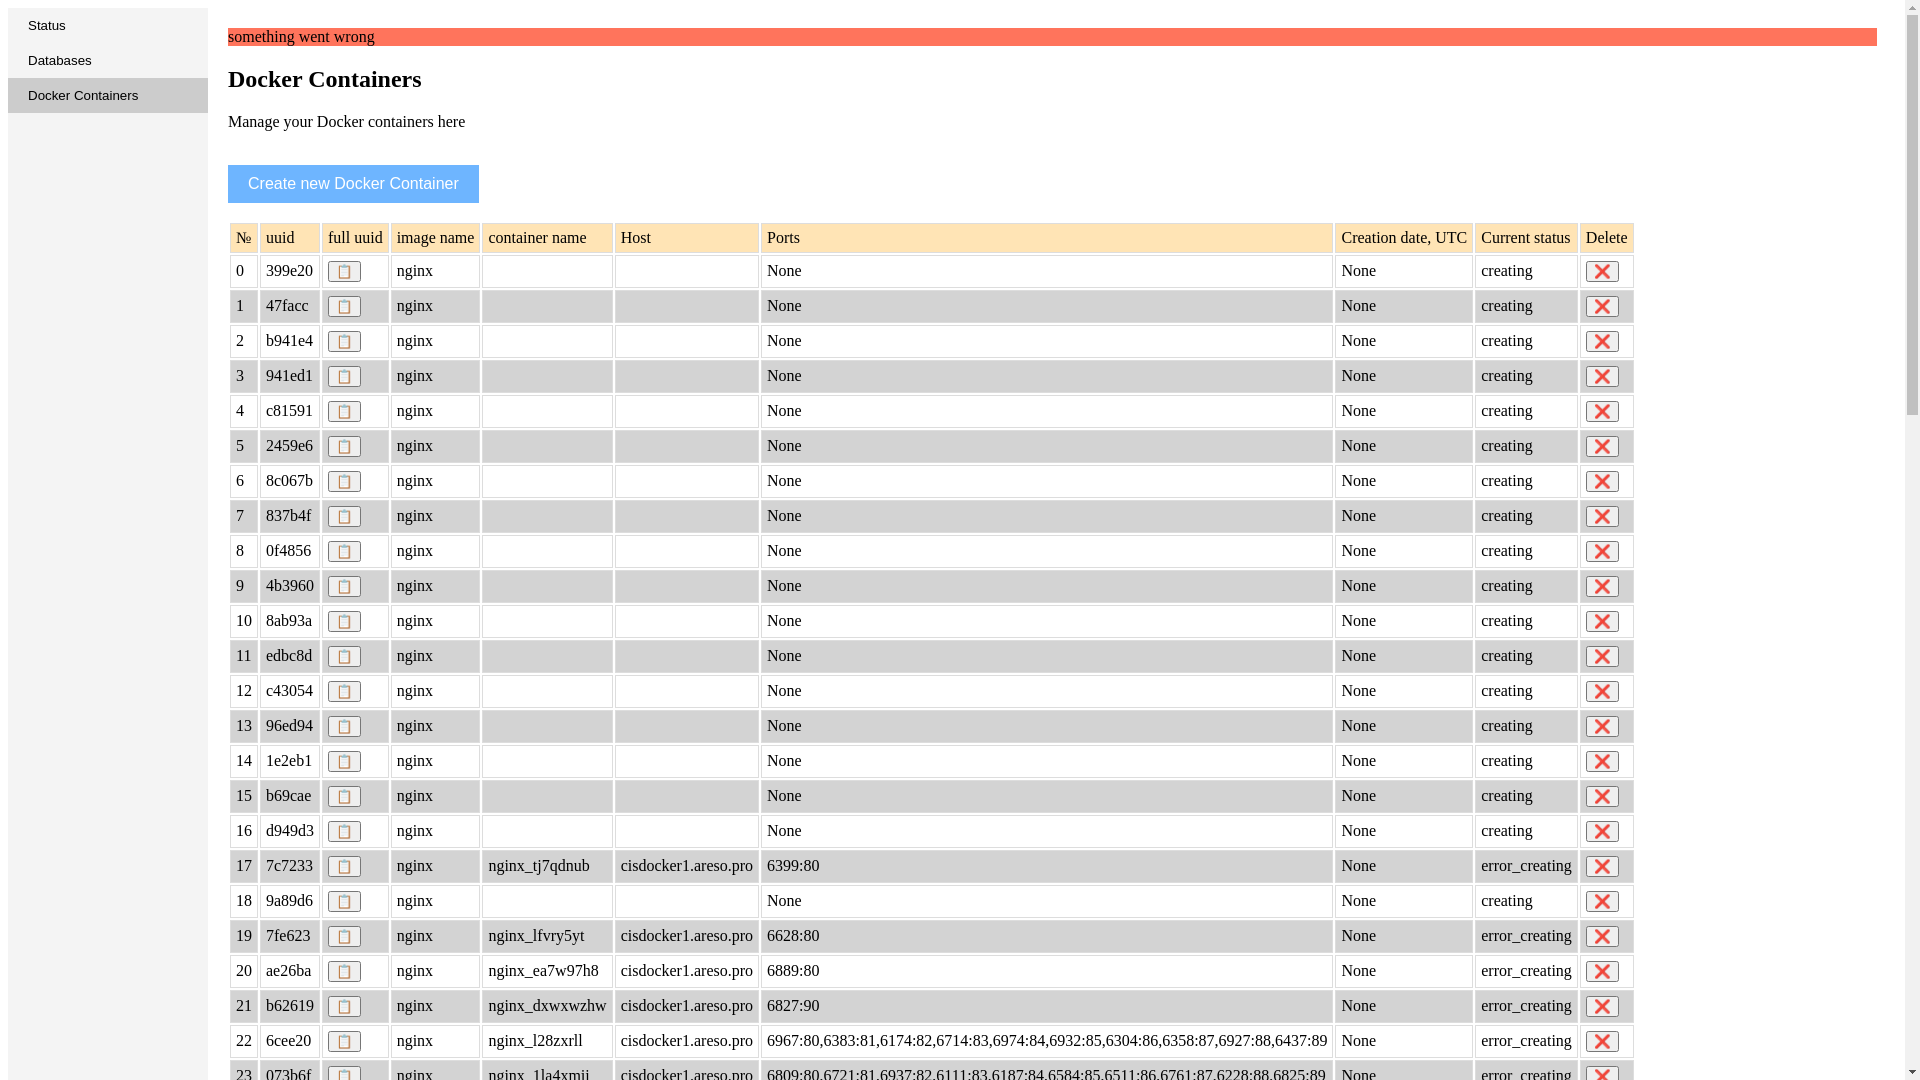 Status
Databases
Docker Containers
something went wrong
Docker Containers
Manage your Docker containers here
Create new Docker Container
№ uuid full uuid image name container name Host Ports Creation date, UTC Current status Delete
0 399e20 nginx None None creating
1 47facc nginx None None creating
2 b941e4 nginx None None creating
3 941ed1 nginx None None creating
4 c81591 nginx None None creating
5 2459e6 nginx None None creating
6 8c067b nginx None None creating
7 837b4f nginx None None creating
8 0f4856 nginx None None creating
9 4b3960 nginx None None creating
10 8ab93a nginx None None creating
11 edbc8d nginx None None creating
12 c43054 nginx None None creating
13 96ed94 nginx None None creating
14 1e2eb1 nginx None None creating
15 b69cae nginx None None creating
16 d949d3 nginx None None creating
17 7c7233 nginx nginx_tj7qdnub cisdocker1.areso.pro 6399:80 None error_creating
18 9a89d6 nginx None None creating
19 7fe623 nginx nginx_lfvry5yt cisdocker1.areso.pro 6628:80 None error_creating
20 ae26ba nginx nginx_ea7w97h8 cisdocker1.areso.pro 6889:80 None error_creating
21 b62619 nginx nginx_dxwxwzhw cisdocker1.areso.pro 6827:90 None error_creating
22 6cee20 nginx nginx_l28zxrll cisdocker1.areso.pro 6967:80,6383:81,6174:82,6714:83,6974:84,6932:85,6304:86,6358:87,6927:88,6437:89 None error_creating
23 073b6f nginx nginx_1la4xmij cisdocker1.areso.pro 6809:80,6721:81,6937:82,6111:83,6187:84,6584:85,6511:86,6761:87,6228:88,6825:89 None error_creating